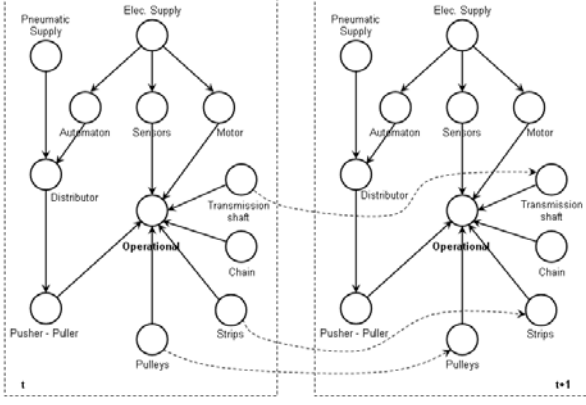 Elec. Supply
Pneumatic
Supply
Automaton
Sensors
Motor
Distributor
Transmission
shaft
Operational
Chain
Pusher - Puller
Strips
Pulleys
t
Elec. Supply
Pneumatic
Supply
Automaton
Sensors
Motor
Distributor
Transmission
shaft
Operational
Chain
Pusher - Puller
Strips
Pulleys
t+1